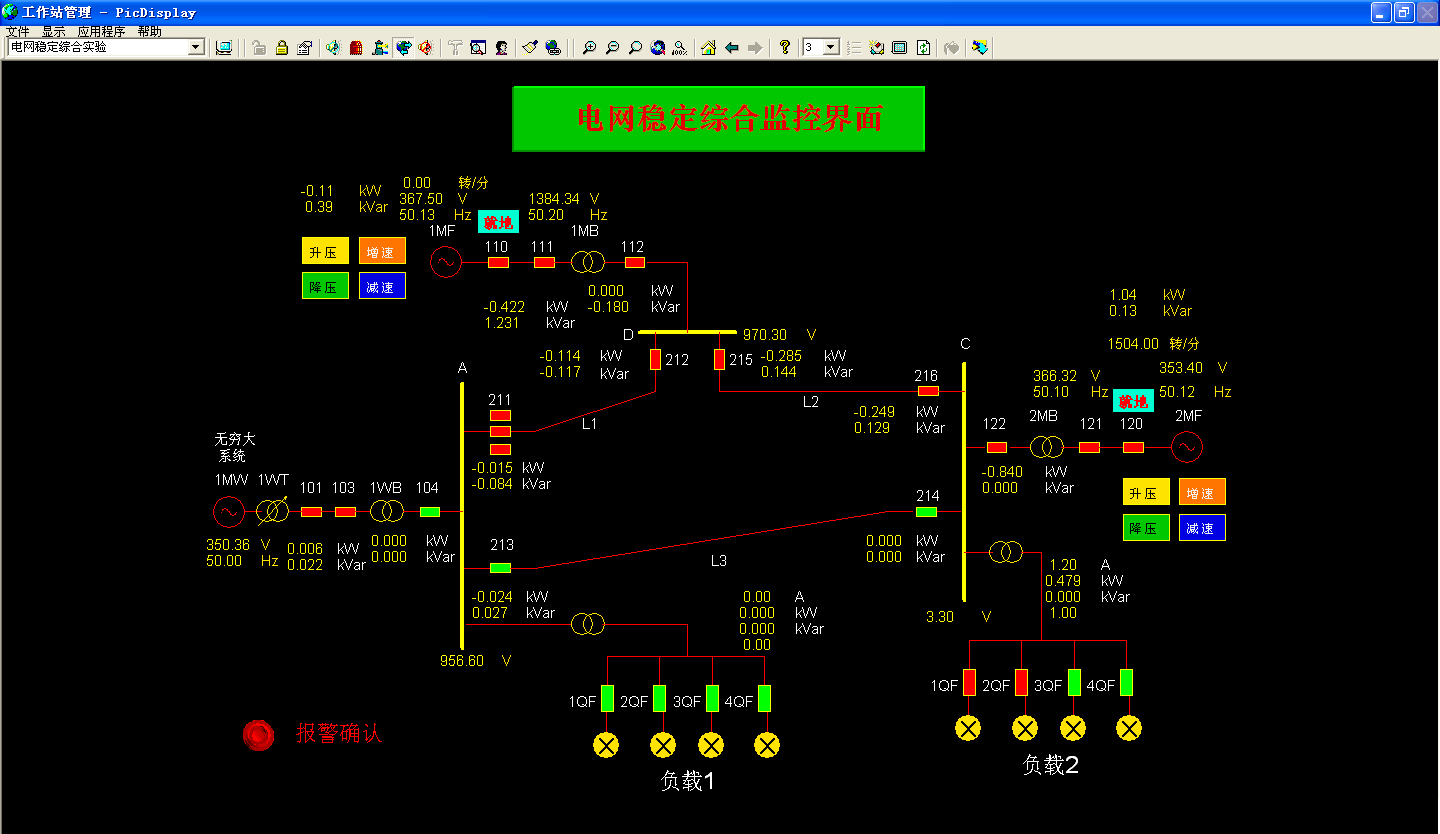 工作站管理 - PicDisplay
文件 显示 应用程序 帮助
电网稳定综合实验
100%
3
电网稳定综合监控界面
-0.11 kW
0.39 kVar
0.00 转/分
367.50 V
50.13 Hz
就地
1384.34 V
50.20 Hz
1MF
110
111
1MB
112
升压
增速
降压
减速
0.000 kW
-0.180 kVar
-0.422 kW
1.231 kVar
D
970.30 V
-0.114 kW
-0.117 kVar
212
215
-0.285 kW
0.144 kVar
1.04 kW
0.13 kVar
1504.00 转/分
353.40 V
50.12 Hz
366.32 V
50.10 Hz
就地
C
A
216
L2
-0.249 kW
0.129 kVar
211
L1
122
2MB
121
120
2MF
-0.015 kW
-0.084 kVar
-0.840 kW
0.000 kVar
升压
增速
降压
减速
无穷大
系统
1MW
1WT
101
103
1WB
104
350.36 V
50.00 Hz
0.006 kW
0.022 kVar
0.000 kW
0.000 kVar
214
0.000 kW
0.000 kVar
213
L3
-0.024 kW
0.027 kVar
956.60 V
0.00 A
0.000 kW
0.000 kVar
0.00
1.20 A
0.479 kW
0.000 kVar
1.00
3.30 V
1QF
2QF
3QF
4QF
负载1
1QF
2QF
3QF
4QF
负载2
报警确认